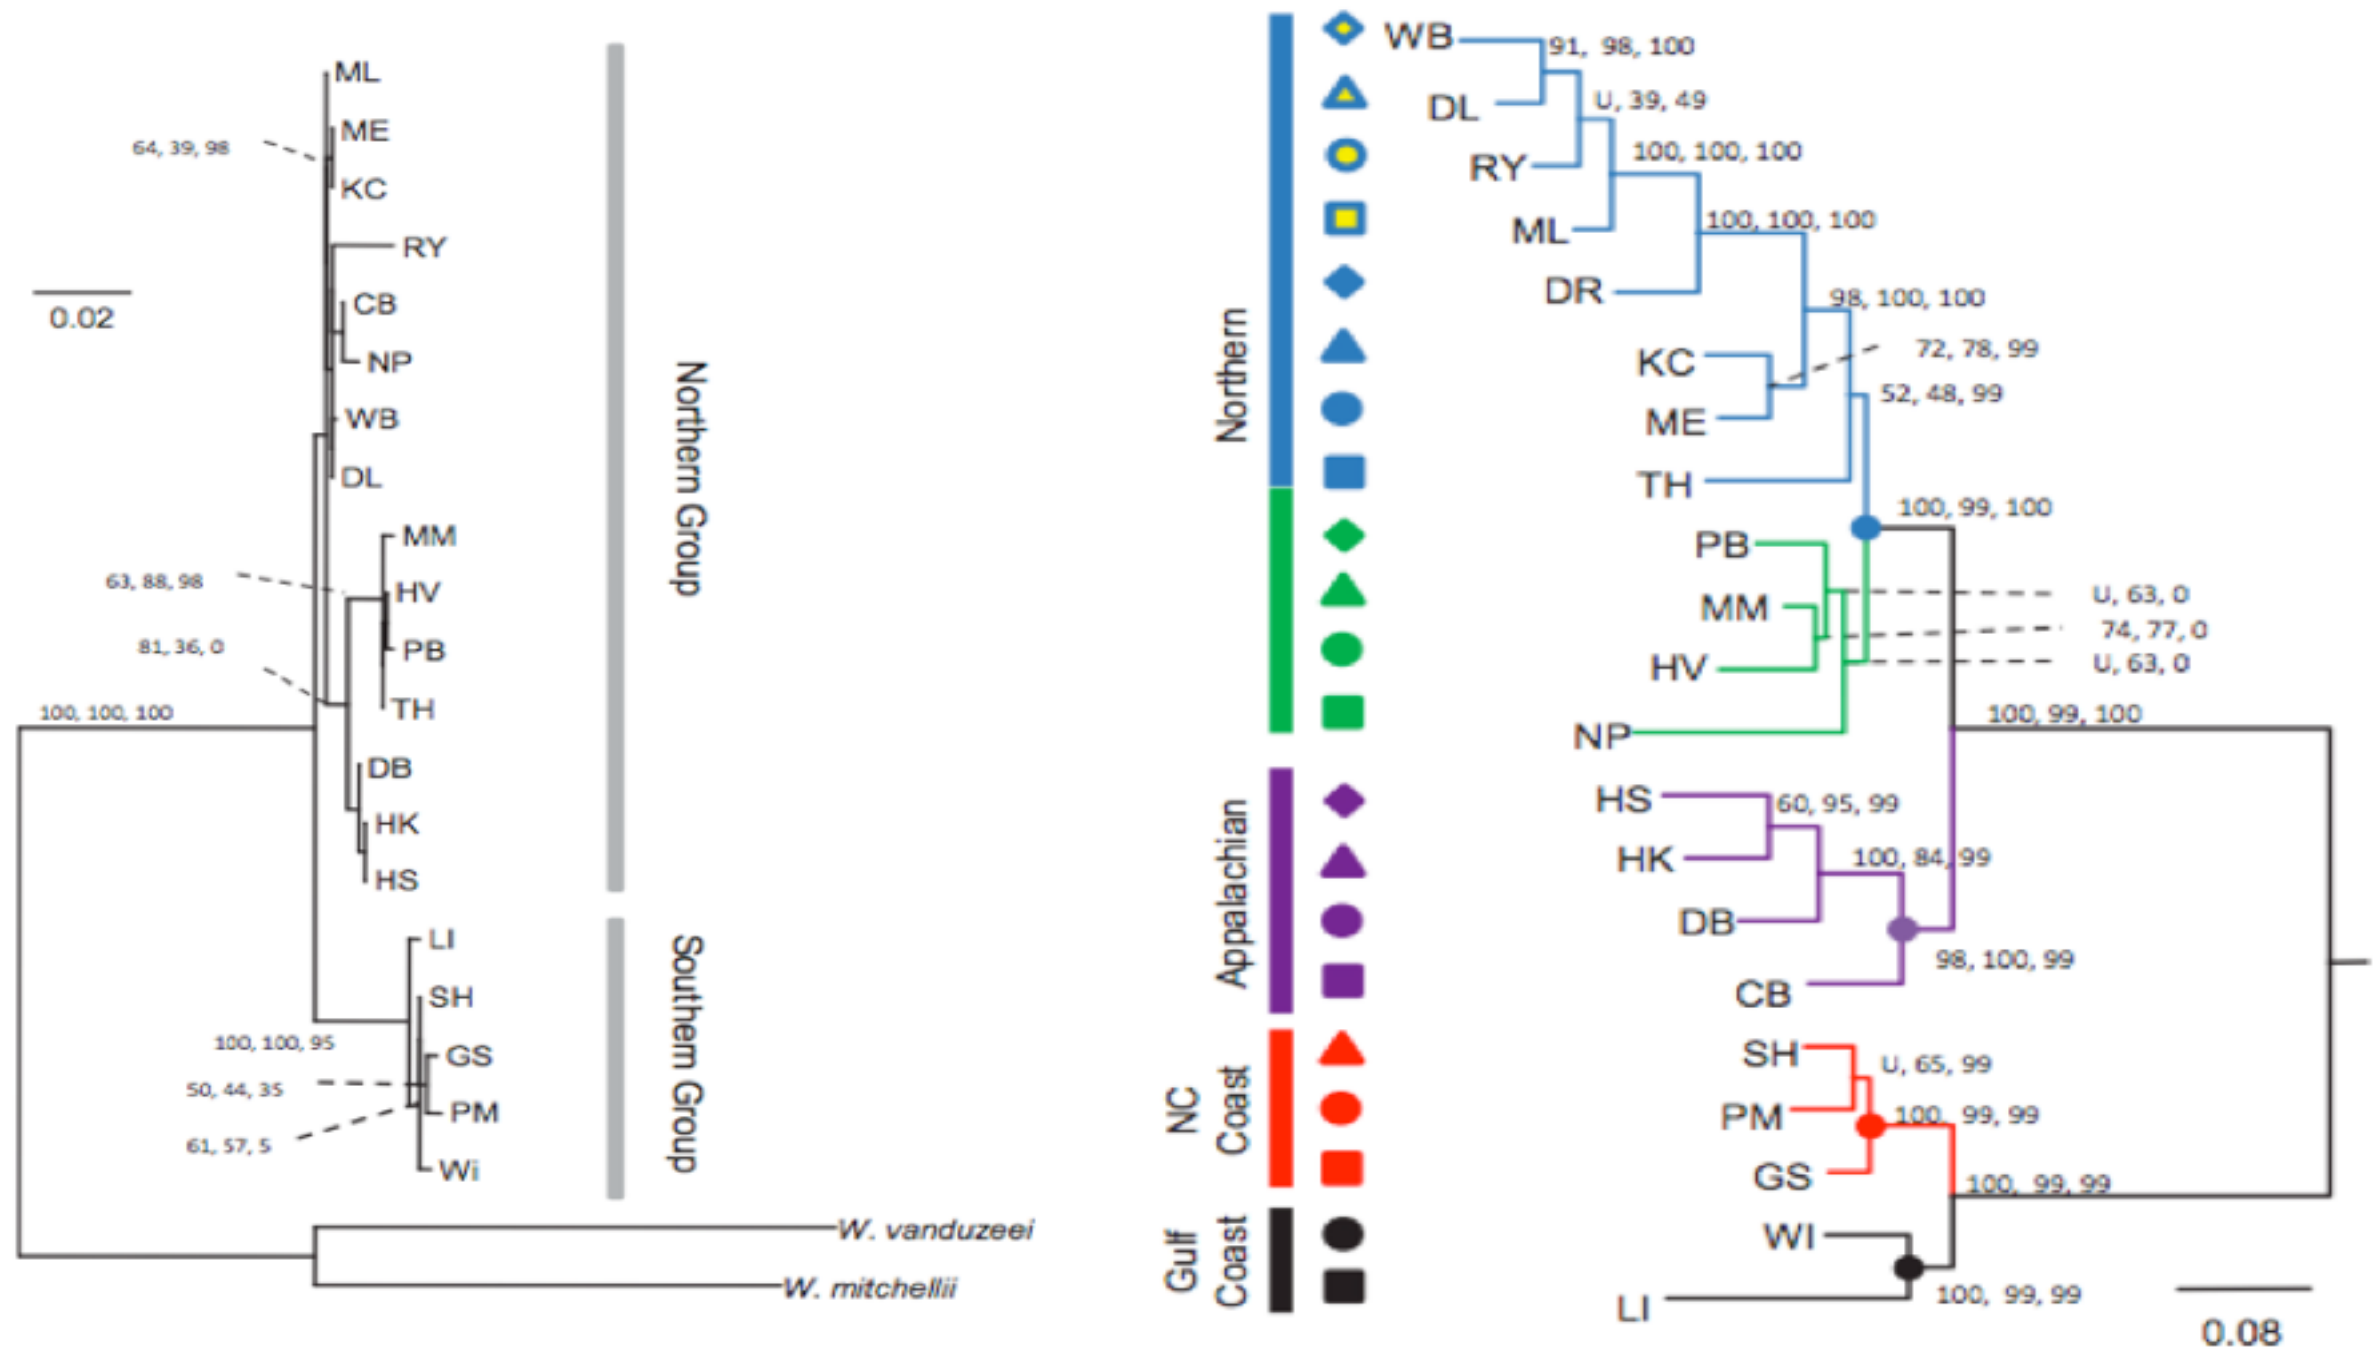 ML
ME
64, 39, 98
KC
RY
0.02
CB
NP
WB
DL
MM
63, 88, 98
HV
81, 36, 0
PB
TH
100, 100, 100
DB
HK
HS
LI
SH
100, 100, 95
GS
50, 44, 35
PM
61, 57, 5
Wi
W. vanduzeei
W. mitchellii
Northern Group
Southern Group
Northern
Appalachian
NC
Coast
Gulf
Coast
WB
91, 98, 100
DL
U, 39, 49
RY
100, 100, 100
ML
100, 100, 100
DR
98, 100, 100
KC
72, 78, 99
ME
52, 48, 99
TH
100, 99, 100
PB
U, 63, 0
MM
74, 77, 0
HV
U, 63, 0
NP
100, 99, 100
HS
60, 95, 99
HK
100, 84, 99
DB
98, 100, 99
CB
SH
U, 65, 99
PM
100, 99, 99
GS
100, 99, 99
WI
100, 99, 99
LI
0.08